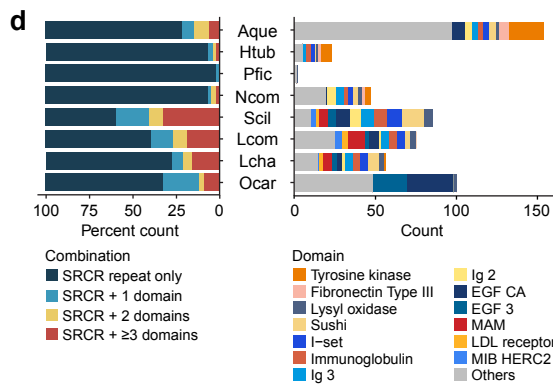 d
Aque
Htub
Pfic
Ncom
Scil
Lcom
Lcha
Ocar
100 75 50 25 0
0 50 100 150
Percent count
Count
Combination
SRCR repeat only
SRCR + 1 domain
SRCR + 2 domains
SRCR + ≥3 domains
Domain
Tyrosine kinase
Fibronectin Type III
Lysyl oxidase
Sushi
I-set
Immunoglobulin
Ig 3
Ig 2
EGF CA
EGF 3
MAM
LDL receptor
MIB HERC2
Others